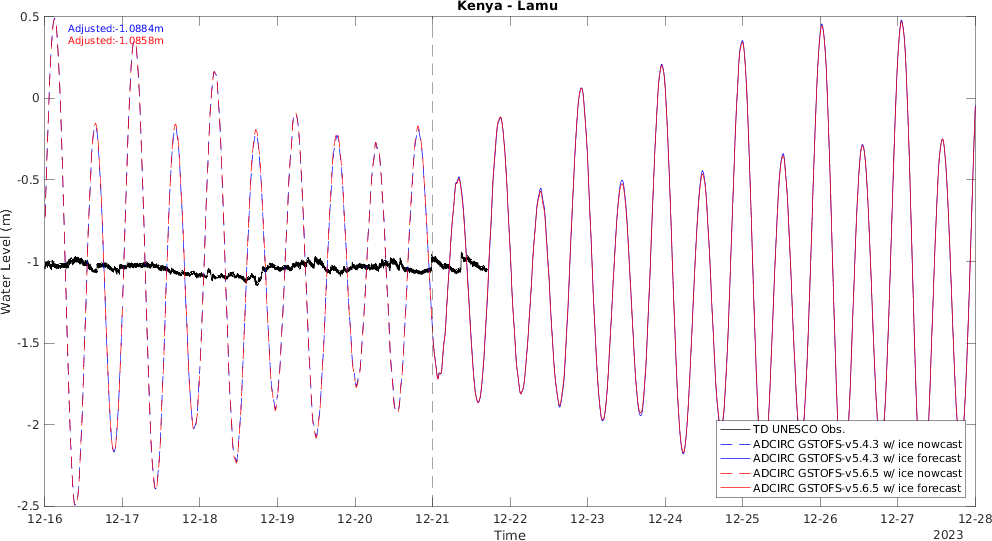 Kenya - Lamu
Adjusted:-1.0884m
Adjusted:-1.0858m
0.5
0
-0.5
-1
-1.5
-2
-2.5
Water Level (m)
TD UNESCO Obs.
ADCIRC GSTOFS-v5.4.3 w/ ice nowcast
ADCIRC GSTOFS-v5.4.3 w/ ice forecast
ADCIRC GSTOFS-v5.6.5 w/ ice nowcast
ADCIRC GSTOFS-v5.6.5 w/ ice forecast
12-16 12-17 12-18 12-19 12-20 12-21 12-22 12-23 12-24 12-25 12-26 12-27 12-28
Time
2023